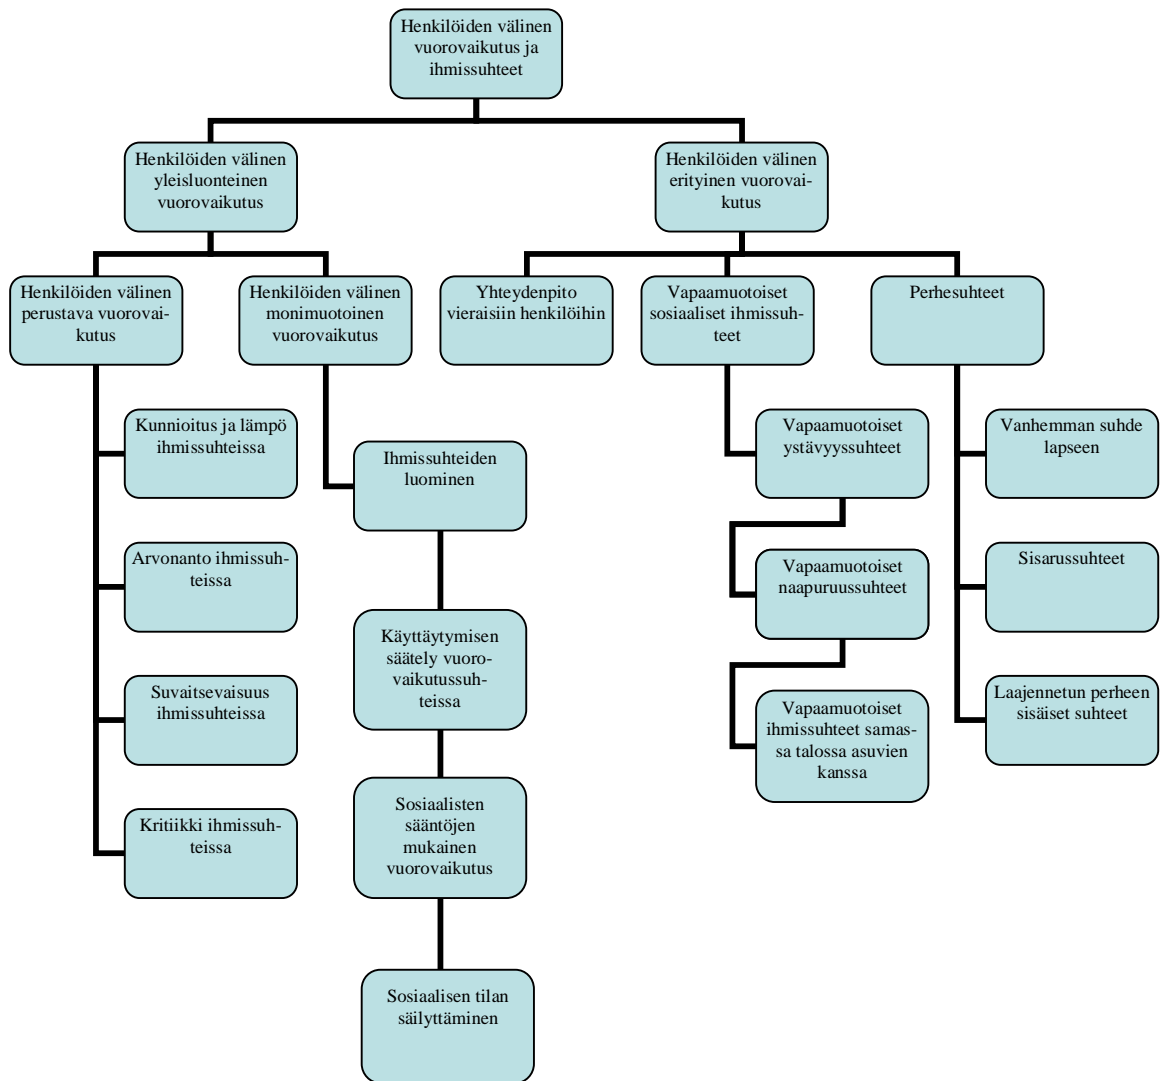 Henkilöiden välinen
vuorovaikutus ja
ihmissuhteet
Henkilöiden välinen
yleisluonteinen
vuorovaikutus
Henkilöiden välinen
erityinen vuorovai-
kutus
Henkilöiden välinen
perustava vuorovai-
kutus
Henkilöiden välinen
monimuotoinen
vuorovaikutus
Yhteydenpito
vieraisiin henkilöihin
Vapaamuotoiset
sosiaaliset ihmissuh-
teet
Perhesuhteet
Kunnioitus ja lämpö
ihmissuhteissa
Arvonanto ihmissuh-
teissa
Suvaitsevaisuus
ihmissuhteissa
Kritiikki ihmissuh-
teissa
Ihmissuhteiden
luominen
Käyttäytymisen
säätely vuoro-
vaikutussuh-
teissa
Sosiaalisten
sääntöjen
mukainen
vuorovaikutus
Sosiaalisen tilan
säilyttäminen
Vapaamuotoiset
ystävyyssuhteet
Vapaamuotoiset
naapuruussuhteet
Vapaamuotoiset
ihmissuhteet samas-
sa talossa asuvien
kanssa
Vanhemman suhde
lapseen
Sisarussuhteet
Laajennetun perheen
sisäiset suhteet